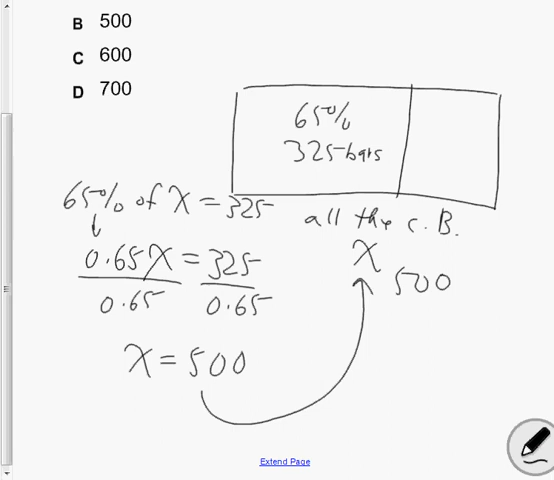 B 500
C 600
D 700
65%
325 bars
65% of x = 325
all the C.B.
0.65x = 325
0.65 0.65
x
500
x = 500
Extend Page